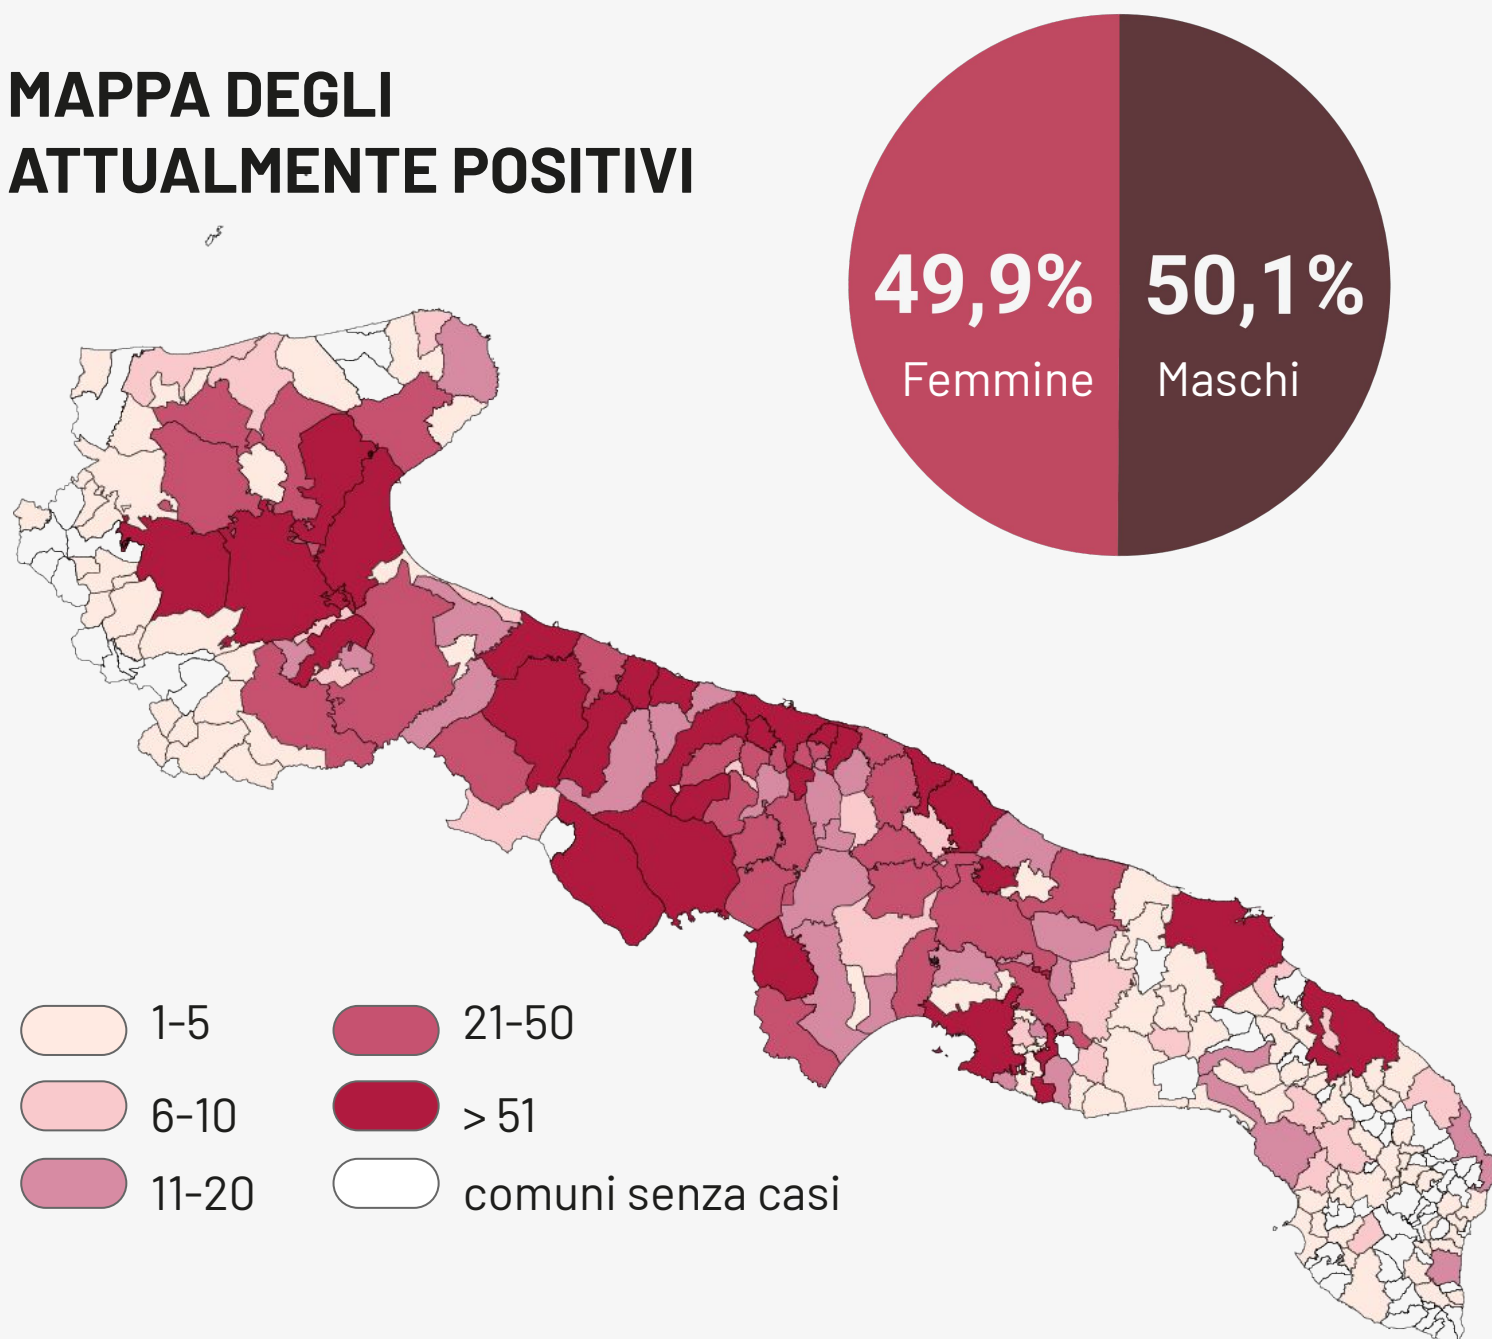 MAPPA DEGLI
ATTUALMENTE POSITIVI
49,9%
Femmine
50,1%
Maschi
1-5
6-10
11-20
21-50
> 51
comuni senza casi